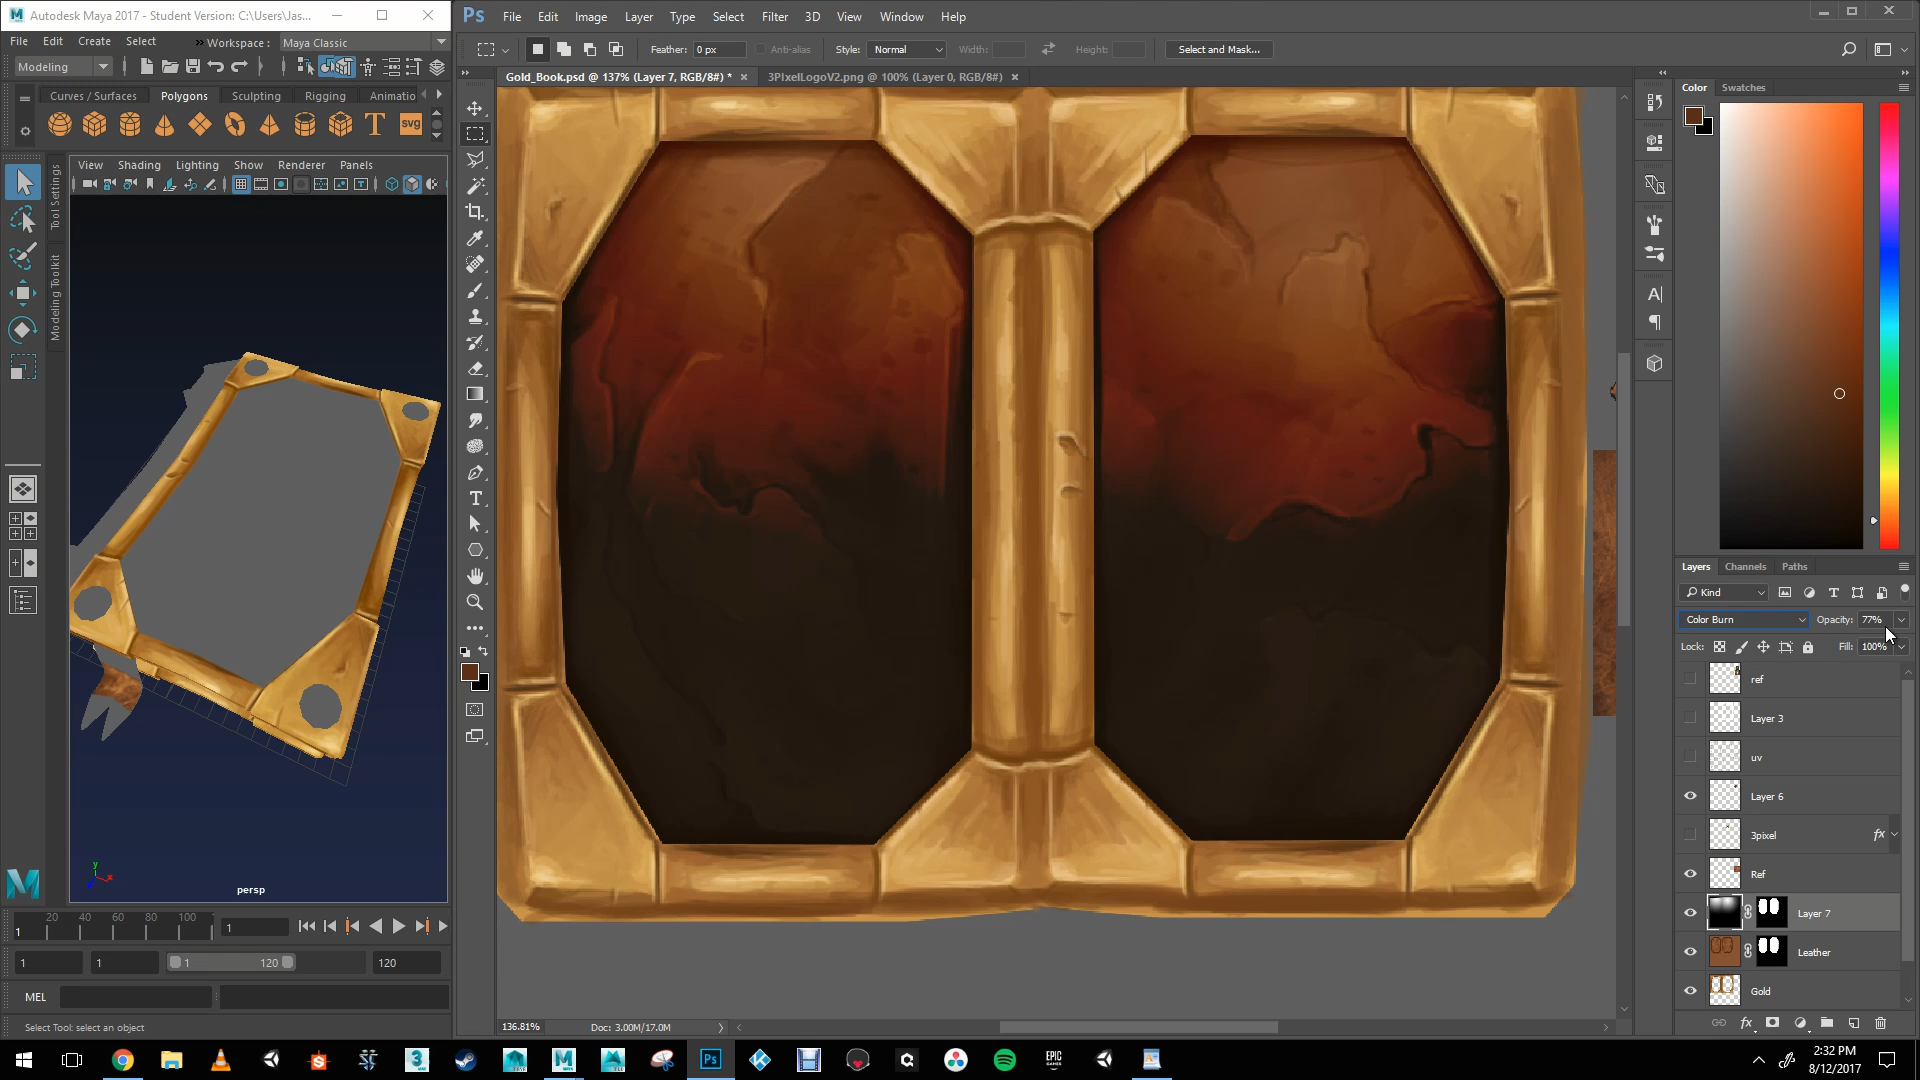 Autodesk Maya 2017 - Student Version: C:\Users\Jas...
File Edit Create Select » Workspace : Maya Classic
Modeling
Curves / Surfaces Polygons Sculpting Rigging Animatio
T svg
View Shading Lighting Show Renderer Panels
Tool Settings
Modeling Toolkit
y
x
z
persp
20 40 60 80 100
1
1
1 1 1 120 120
MEL
Select Tool: select an object
Ps File Edit Image Layer Type Select Filter 3D View Window Help
Feather: 0 px Anti-alias Style: Normal Width: Height: Select and Mask...
Gold_Book.psd @ 137% (Layer 7, RGB/8#) * × 3PIxelLogoV2.png @ 100% (Layer 0, RGB/8#) ×
136.81% Doc: 3.00M/17.0M
Color Swatches
Layers Channels Paths
Kind
Color Burn Opacity: 77%
Lock: Fill: 100%
ref
Layer 3
uv
Layer 6
3pixel fx
Ref
Layer 7
Leather
Gold
fx
2:32 PM
8/12/2017